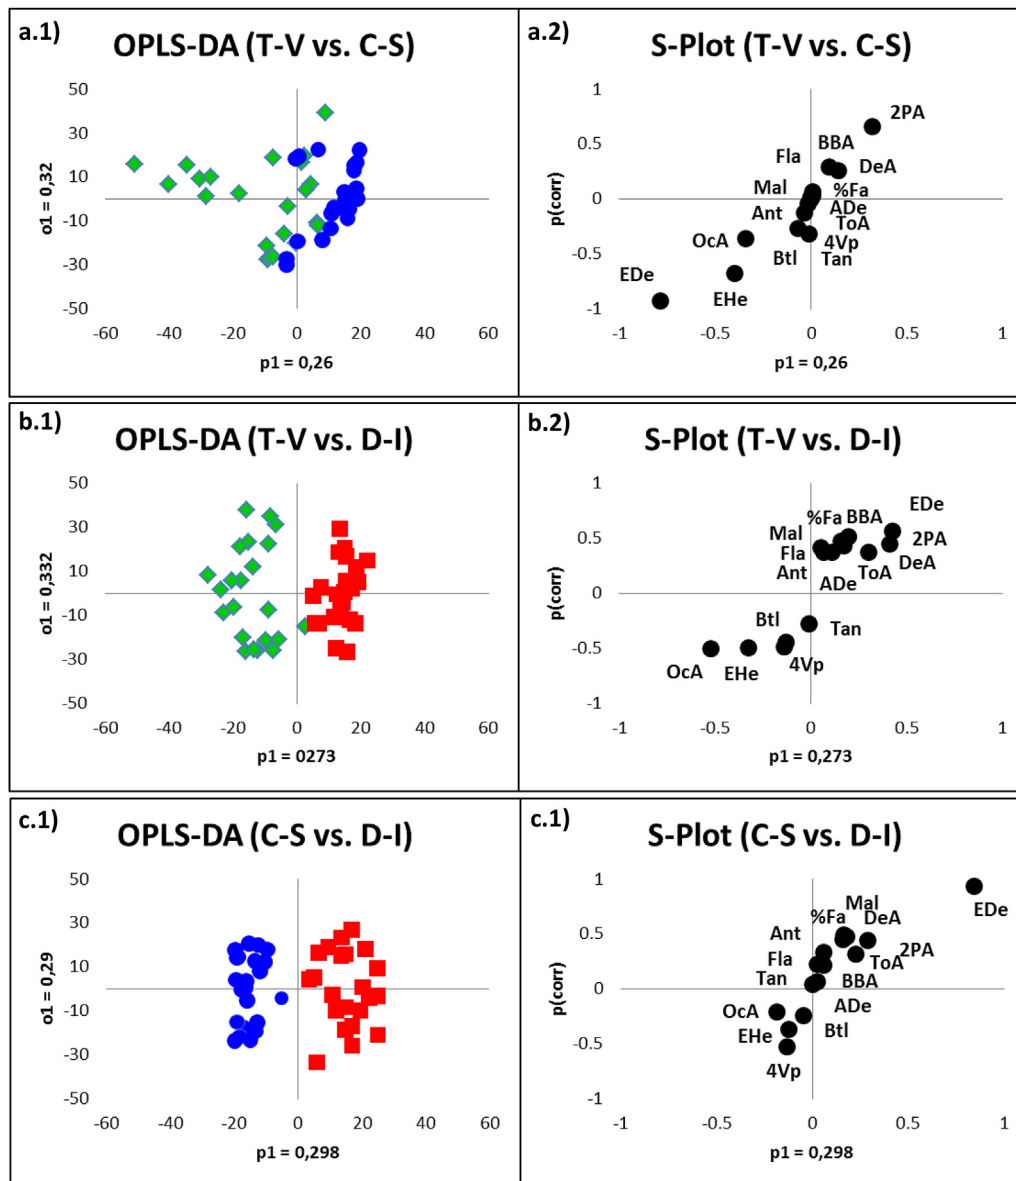 a.1)
OPLS-DA (T-V vs. C-S)
50
30
10
-10
-30
-50
o1 = 0,32
-60
-40
-20
0
20
40
60
p1 = 0,26
a.2)
S-Plot (T-V vs. C-S)
1
0.5
0
-0.5
-1
p(corr)
2PA
BBA
Fla
DeA
Mal
%Fa
ADe
Ant
ToA
OcA
4Vp
Btl
Tan
EDe
EHe
-1
-0.5
0
0.5
1
p1 = 0,26
b.1)
OPLS-DA (T-V vs. D-I)
50
30
10
-10
-30
-50
o1 = 0,332
-60
-40
-20
0
20
40
60
p1 = 0273
b.2)
S-Plot (T-V vs. D-I)
1
0.5
0
-0.5
-1
p(corr)
EDe
%Fa
BBA
Mal
2PA
Fla
DeA
Ant
ToA
ADe
Btl
Tan
OcA
EHe
4Vp
-1
-0.5
0
0.5
1
p1 = 0,273
c.1)
OPLS-DA (C-S vs. D-I)
50
30
10
-10
-30
-50
o1 = 0,29
-60
-40
-20
0
20
40
60
p1 = 0,298
c.1)
S-Plot (C-S vs. D-I)
1
0.5
0
-0.5
-1
p(corr)
EDe
Mal
%Fa
DeA
Ant
2PA
Fla
ToA
Tan
BBA
ADe
OcA
Btl
EHe
4Vp
-1
-0.5
0
0.5
1
p1 = 0,298